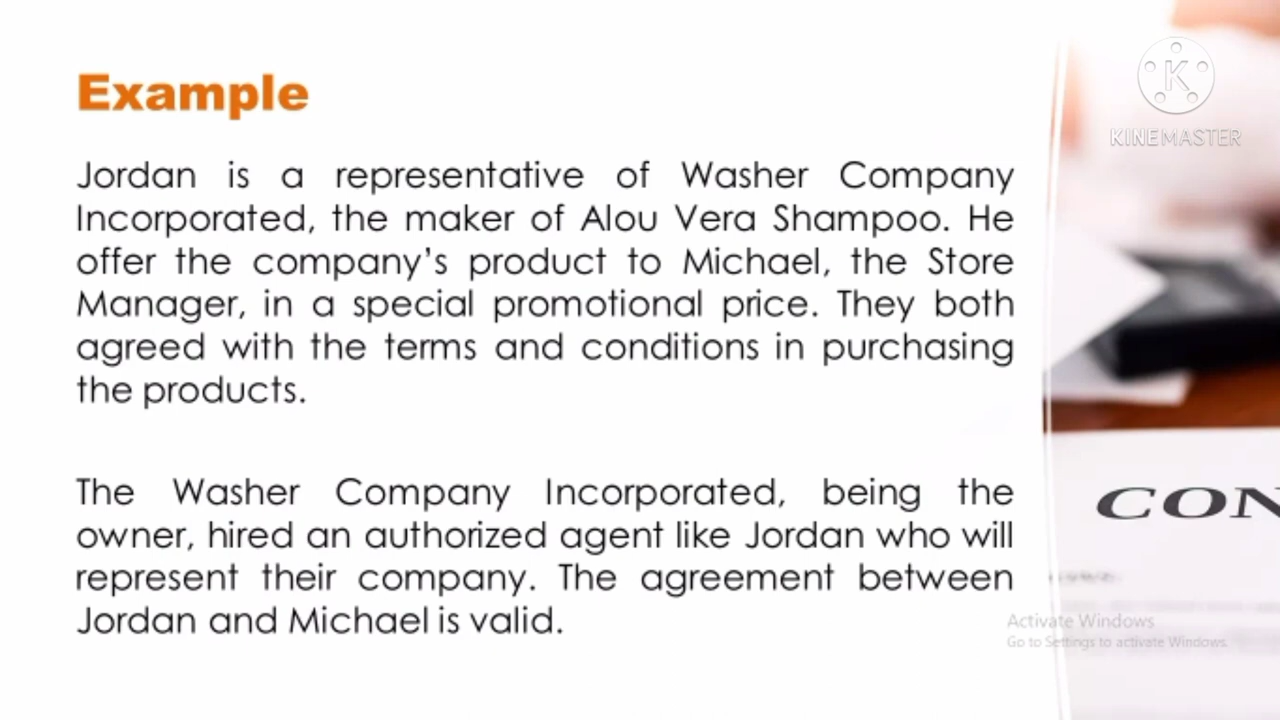 Example
KINEMASTER
Jordan is a representative of Washer Company
Incorporated, the maker of Alou Vera Shampoo. He
offer the company’s product to Michael, the Store
Manager, in a special promotional price. They both
agreed with the terms and conditions in purchasing
the products.
The Washer Company Incorporated, being the
owner, hired an authorized agent like Jordan who will
represent their company. The agreement between
Jordan and Michael is valid.
CON
Activate Windows
Go to Settings to activate Windows.